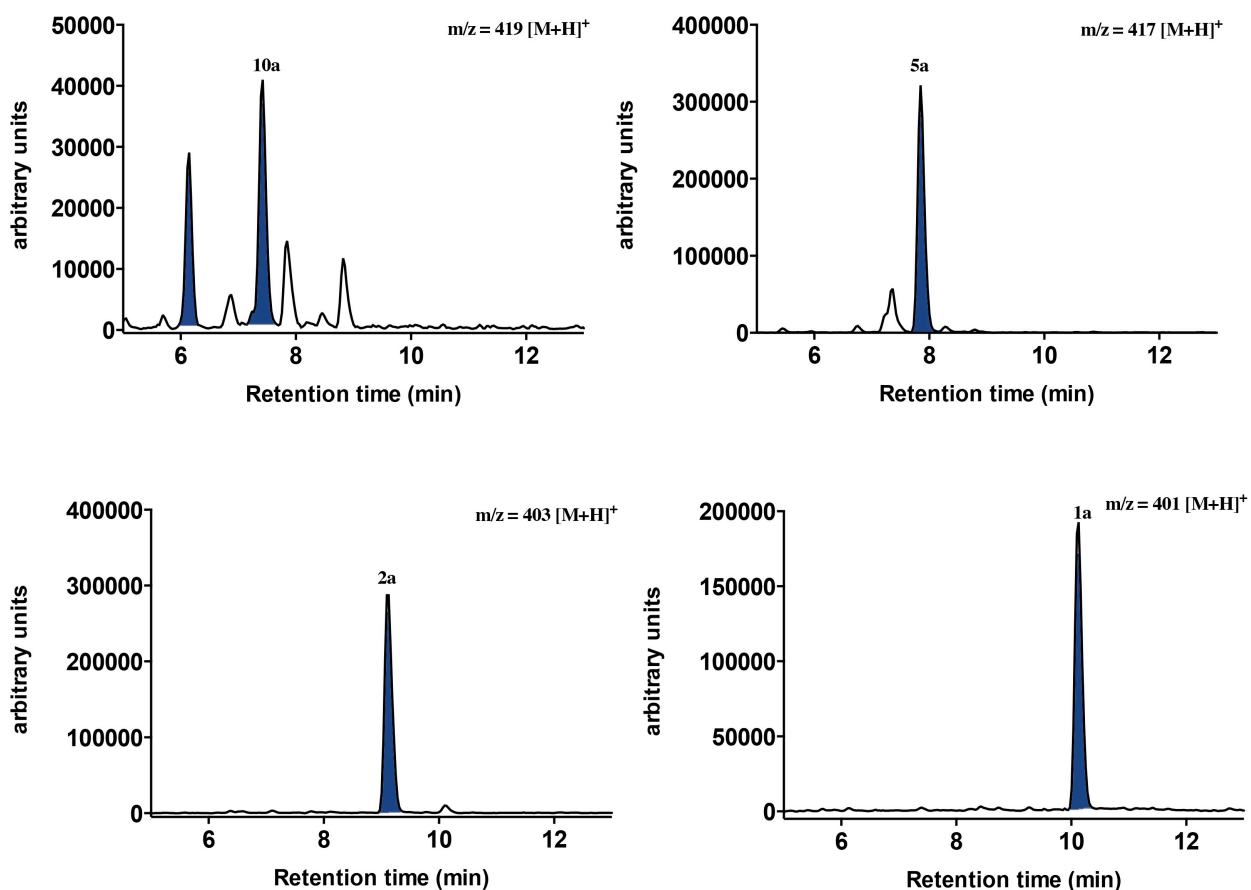 m/z = 419 [M+H]+
10a
50000
40000
30000
20000
10000
0
arbitrary units
6 8 10 12
Retention time (min)
m/z = 417 [M+H]+
5a
400000
300000
200000
100000
0
arbitrary units
6 8 10 12
Retention time (min)
m/z = 403 [M+H]+
2a
400000
300000
200000
100000
0
arbitrary units
6 8 10 12
Retention time (min)
m/z = 401 [M+H]+
1a
200000
150000
100000
50000
0
arbitrary units
6 8 10 12
Retention time (min)